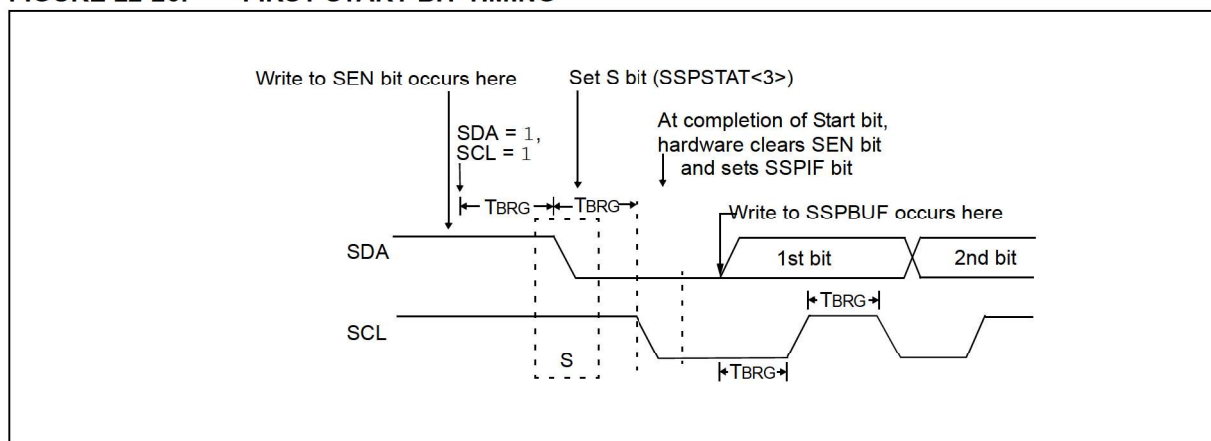 Write to SEN bit occurs here
Set S bit (SSPSTAT<3>)
SDA = 1,
SCL = 1
At completion of Start bit,
hardware clears SEN bit
and sets SSPIF bit
TBRG
TBRG
Write to SSPBUF occurs here
SDA
1st bit
2nd bit
TBRG
SCL
S
TBRG